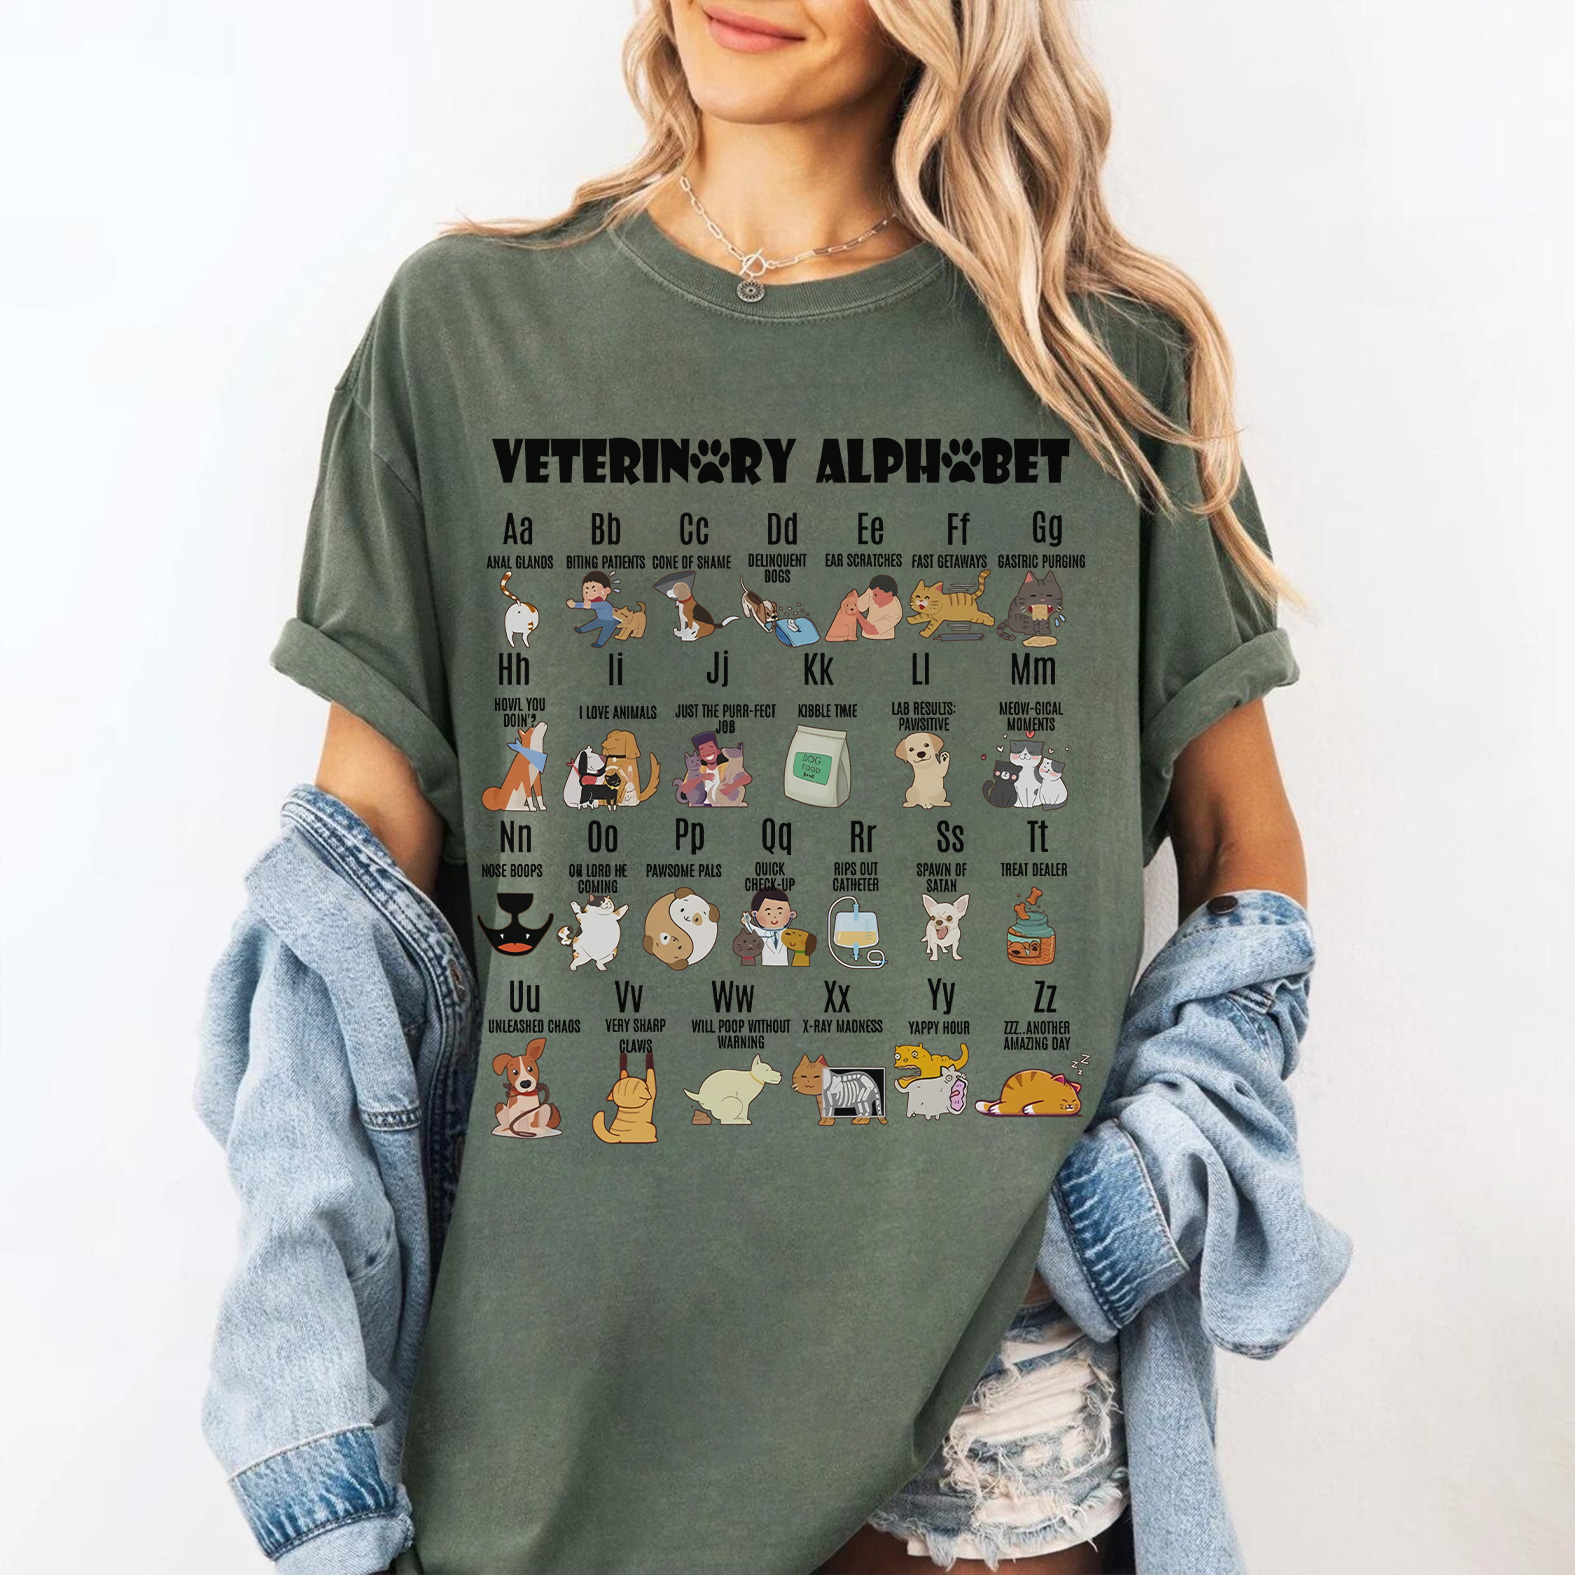 VETERINARY ALPHABET
Aa Bb Cc Dd Ee Ff Gg
ANAL GLANDS BITING PATIENTS CONE OF SHAME DELINQUENT EAR SCRATCHES FAST GETAWAYS GASTRIC PURGING
DOGS
Hh Ii Jj Kk Ll Mm
HOWL YOU I LOVE ANIMALS JUST THE PURR-FECT KIBBLE TIME LAB RESULTS: MEOW-GICAL
DOIN'? JOB PAWSITIVE MOMENTS
DOG
FOOD
Nn Oo Pp Qq Rr Ss Tt
NOSE BOOPS OH LORD HE PAWSOME PALS QUICK RIPS OUT SPAWN OF TREAT DEALER
COMING CHECK-UP CATHETER SATAN
Uu Vv Ww Xx Yy Zz
UNLEASHED CHAOS VERY SHARP WILL POOP WITHOUT X-RAY MADNESS YAPPY HOUR ZZZ...ANOTHER
CLAWS WARNING AMAZING DAY
z Z Z